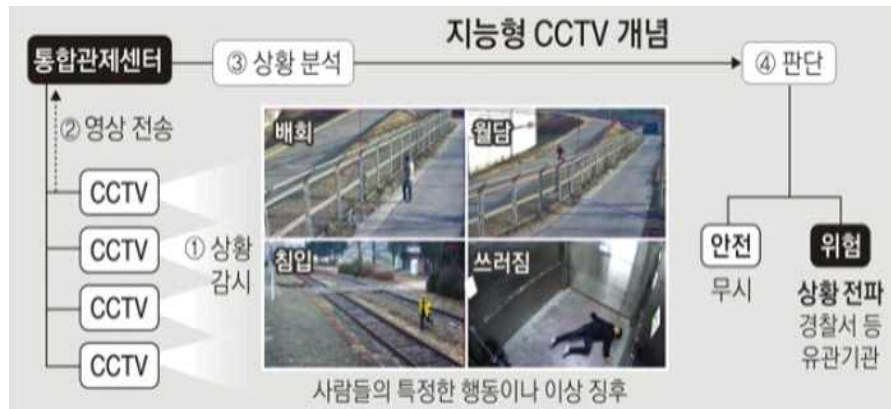 지능형 CCTV 개념
통합관제센터
③ 상황 분석
④ 판단
② 영상 전송
CCTV
CCTV
CCTV
CCTV
① 상황
감시
배회
월담
침입
쓰러짐
사람들의 특정한 행동이나 이상 징후
안전
무시
위험
상황 전파
경찰서 등
유관기관